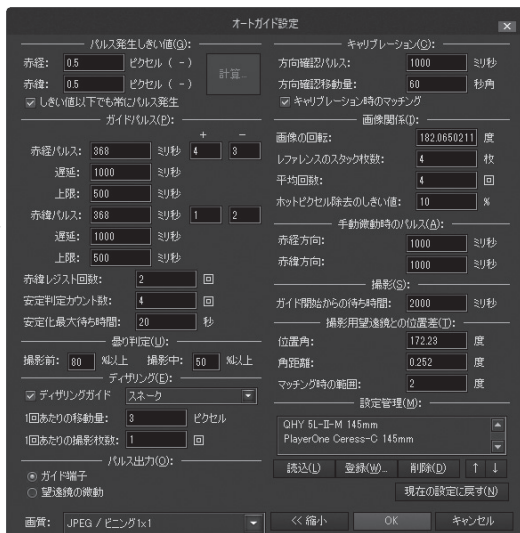 オートガイド設定
パルス発生しきい値(G):
赤経: 0.5 ピクセル ( - )
赤緯: 0.5 ピクセル ( - )
計算...
しきい値以下でも常にパルス発生
ガイドパルス(P):
+ -
赤経パルス: 368 ミリ秒 4 3
遅延: 1000 ミリ秒
上限: 500 ミリ秒
赤緯パルス: 368 ミリ秒 1 2
遅延: 1000 ミリ秒
上限: 500 ミリ秒
赤緯レジスト回数: 2 回
安定判定カウント数: 4 回
安定化最大待ち時間: 20 秒
曇り判定(U):
撮影前: 80 %以上 撮影中: 50 %以上
ディザリング(E):
ディザリングガイド スネーク
1回あたりの移動量: 3 ピクセル
1回あたりの撮影枚数: 1 回
パルス出力(O):
ガイド端子
望遠鏡の微動
画質: JPEG / ビニング1x1
キャリブレーション(C):
方向確認パルス: 1000 ミリ秒
方向確認移動量: 60 秒角
キャリブレーション時のマッチング
画像関係(I):
画像の回転: 182.0650211 度
レファレンスのスタック枚数: 4 枚
平均回数: 4 回
ホットピクセル除去のしきい値: 10 %
手動微動時のパルス(A):
赤経方向: 1000 ミリ秒
赤緯方向: 1000 ミリ秒
撮影(S):
ガイド開始からの待ち時間: 2000 ミリ秒
撮影用望遠鏡との位置差(T):
位置角: 172.23 度
角距離: 0.252 度
マッチング時の範囲: 2 度
設定管理(M):
QHY 5L-II-M 145mm
PlayerOne Ceress-C 145mm
読込(L) 登録(W)... 削除(D) ↑ ↓
現在の設定に戻す(N)
<< 縮小 OK キャンセル